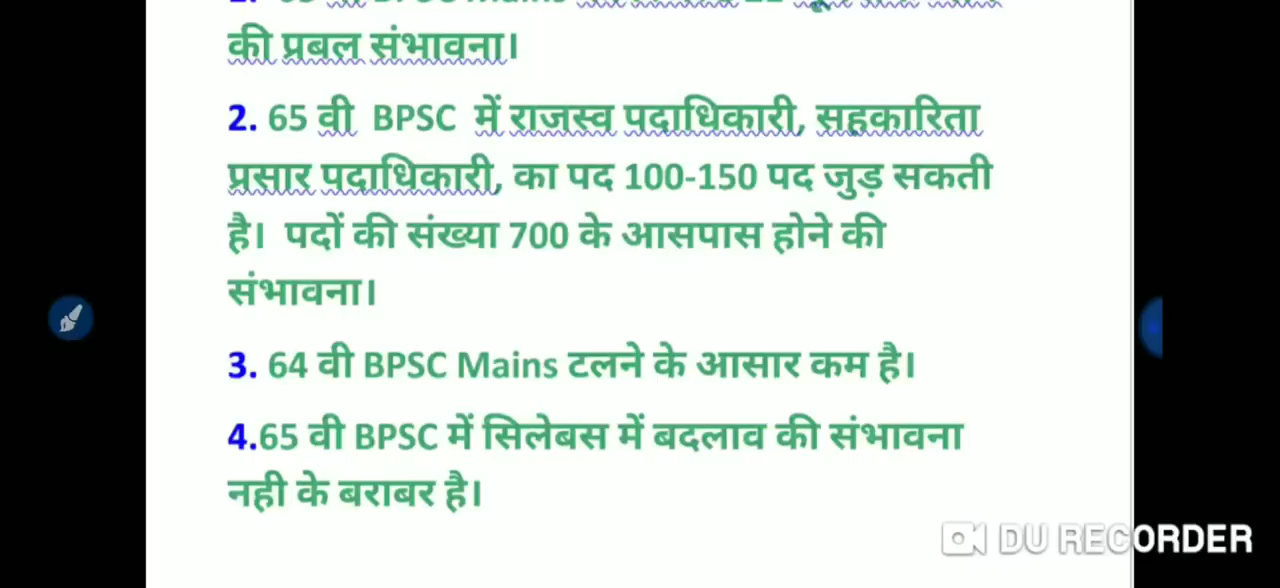 की प्रबल संभावना।
2. 65 वी BPSC में राजस्व पदाधिकारी, सहकारिता
प्रसार पदाधिकारी, का पद 100-150 पद जुड़ सकती
है। पदों की संख्या 700 के आसपास होने की
संभावना।
3. 64 वी BPSC Mains टलने के आसार कम है।
4.65 वी BPSC में सिलेबस में बदलाव की संभावना
नही के बराबर है।
DU RECORDER